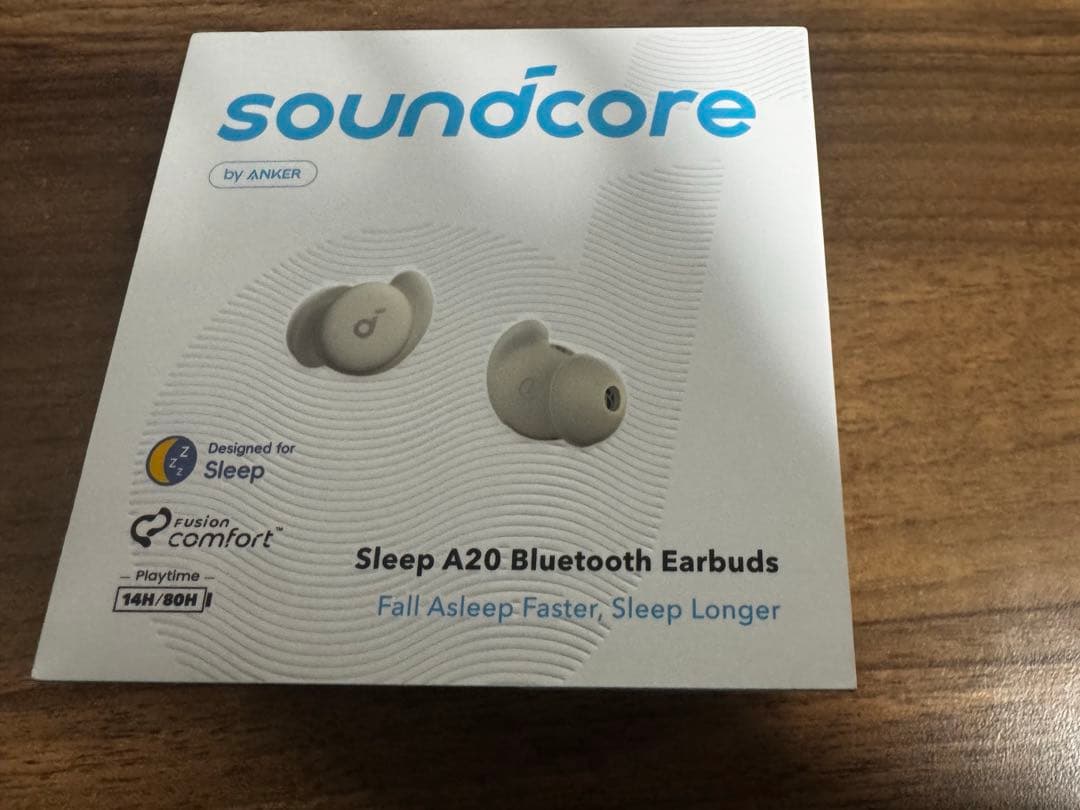 soundcore
by ANKER
Designed for
Sleep
Fusion
comfort™
Playtime
14H/80H
Sleep A20 Bluetooth Earbuds
Fall Asleep Faster, Sleep Longer